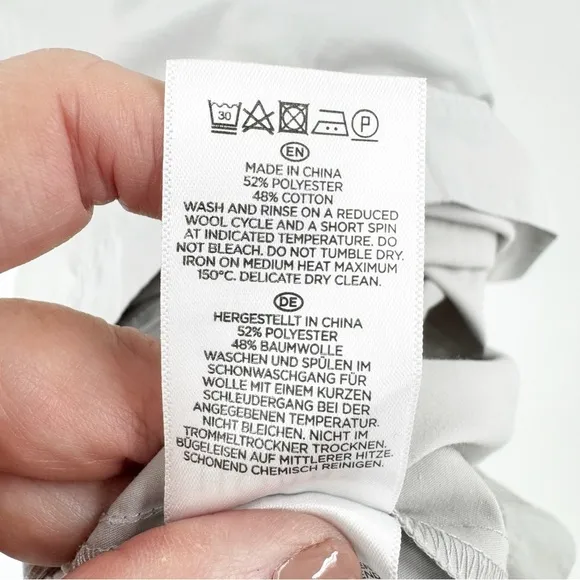 30 P
EN
MADE IN CHINA
52% POLYESTER
48% COTTON
WASH AND RINSE ON A REDUCED
WOOL CYCLE AND A SHORT SPIN
AT INDICATED TEMPERATURE. DO
NOT BLEACH. DO NOT TUMBLE DRY.
IRON ON MEDIUM HEAT MAXIMUM
150°C. DELICATE DRY CLEAN.
DE
HERGESTELLT IN CHINA
52% POLYESTER
48% BAUMWOLLE
WASCHEN UND SPÜLEN IM
SCHONWASCHGANG FÜR
WOLLE MIT EINEM KURZEN
SCHLEUDERGANG BEI DER
ANGEGEBENEN TEMPERATUR.
NICHT BLEICHEN. NICHT IM
TROMMELTROCKNER TROCKNEN.
BÜGELEISEN AUF MITTLERER HITZE.
SCHONEND CHEMISCH REINIGEN.